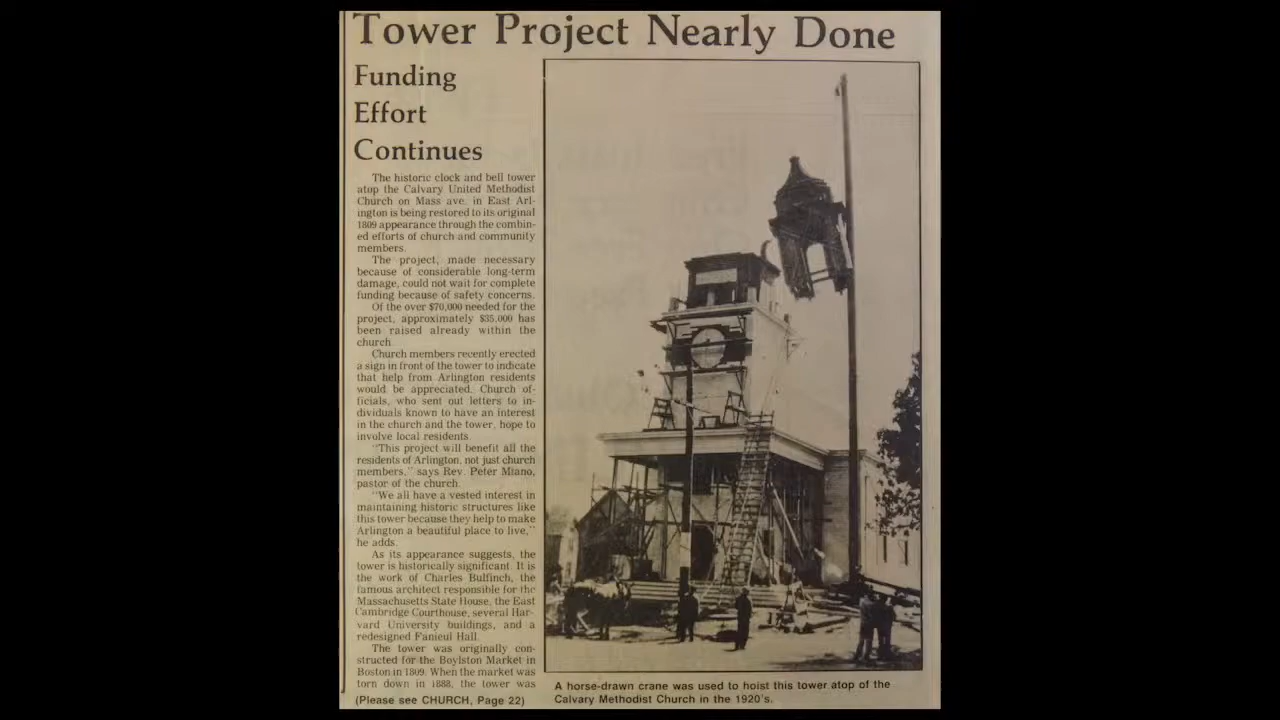 Tower Project Nearly Done
Funding
Effort
Continues
The historic clock and bell tower
atop the Calvary United Methodist
Church on Mass ave. in East Arl-
ington is being restored to its original
1809 appearance through the combin-
ed efforts of church and community
members.
The project, made necessary
because of considerable long-term
damage, could not wait for complete
funding because of safety concerns.
Of the over $70,000 needed for the
project, approximately $35,000 has
been raised already within the
church.
Church members recently erected
a sign in front of the tower to indicate
that help from Arlington residents
would be appreciated. Church of-
ficials, who sent out letters to in-
dividuals known to have an interest
in the church and the tower, hope to
involve local residents.
"This project will benefit all the
residents of Arlington, not just church
members," says Rev. Peter Miano,
pastor of the church.
"We all have a vested interest in
maintaining historic structures like
this tower because they help to make
Arlington a beautiful place to live,"
he adds.
As its appearance suggests, the
tower is historically significant. It is
the work of Charles Bulfinch, the
famous architect responsible for the
Massachusetts State House, the East
Cambridge Courthouse, several Har-
vard University buildings, and a
redesigned Fanieul Hall.
The tower was originally con-
structed for the Boylston Market in
Boston in 1809. When the market was
torn down in 1888, the tower was
(Please see CHURCH, Page 22)
A horse-drawn crane was used to hoist this tower atop of the
Calvary Methodist Church in the 1920's.